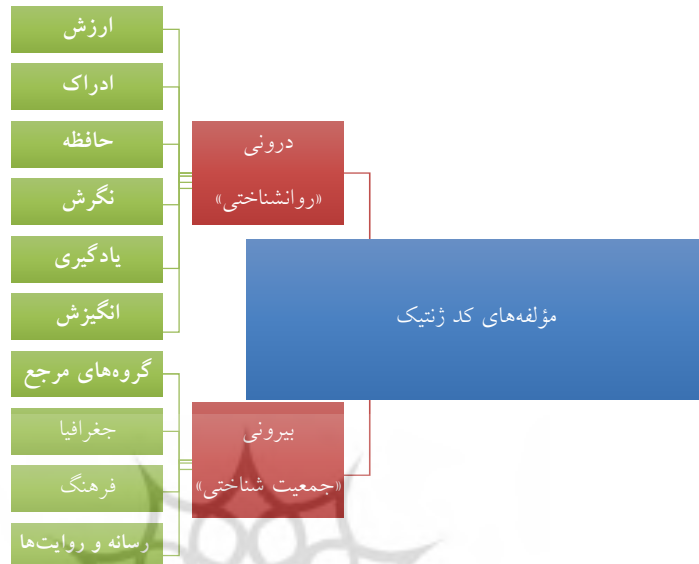 مؤلفه‌های کد ژنتیک
درونی
«روانشناختی»
ارزش
ادراک
حافظه
نگرش
یادگیری
انگیزش
بیرونی
«جمعیت شناختی»
گروه‌های مرجع
جغرافیا
فرهنگ
رسانه و روایت‌ها